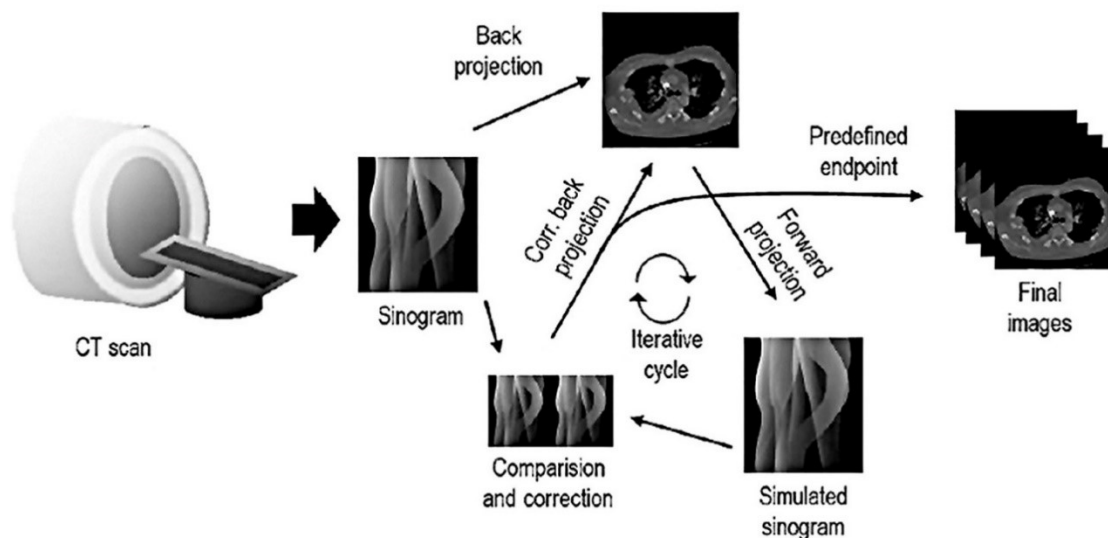 Back
projection
Predefined
endpoint
Corr. back
projection
Forward
projection
CT scan
Sinogram
Iterative
cycle
Final
images
Comparision
and correction
Simulated
sinogram